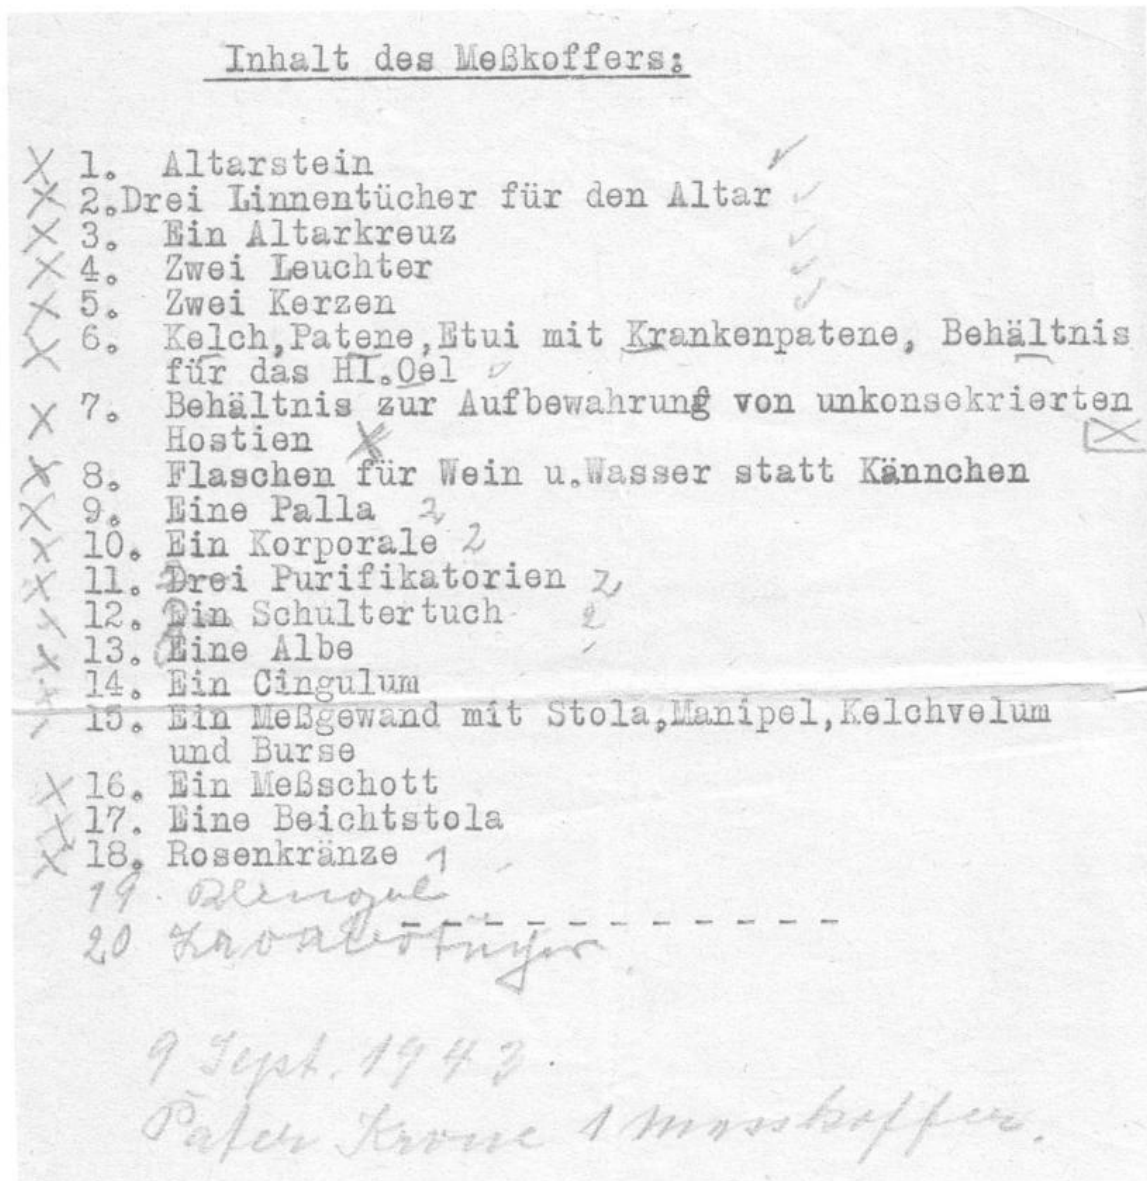 Inhalt des Meßkoffers:
1. Altarstein
2.Drei Linnentücher für den Altar
3. Ein Altarkreuz
4. Zwei Leuchter
5. Zwei Kerzen
6. Kelch,Patene,Etui mit Krankenpatene, Behältnis
für das HI.Oel
7. Behältnis zur Aufbewahrung von unkonsekrierten
Hostien
8. Flaschen für Wein u.Wasser statt Kännchen
9. Eine Palla 2
10. Ein Korporale 2
11. Drei Purifikatorien 2
12. Ein Schultertuch 2
13. Eine Albe
14. Ein Cingulum
15. Ein Meßgewand mit Stola,Manipel,Kelchvelum
und Burse
16. Ein Meßschott
17. Eine Beichtstola
18. Rosenkränze 1
19.
20
9 Sept. 1943.
Pater Krone 1 Messkoffer.